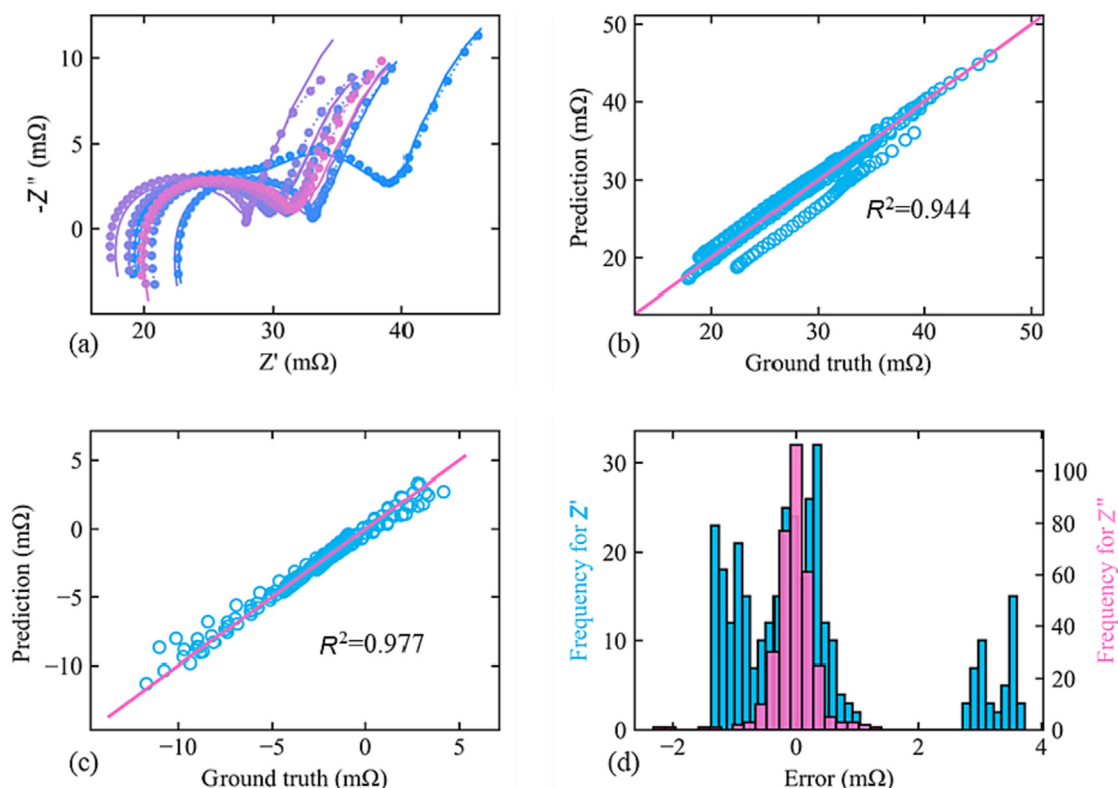 10
5
0
-Z'' (mΩ)
20
30
40
(a)
Z' (mΩ)
50
40
30
20
Prediction (mΩ)
R²=0.944
20
30
40
50
(b)
Ground truth (mΩ)
5
0
−5
−10
Prediction (mΩ)
R²=0.977
−10
−5
0
5
(c)
Ground truth (mΩ)
30
20
10
0
Frequency for Z'
100
80
60
40
20
0
Frequency for Z''
−2
0
2
4
(d)
Error (mΩ)